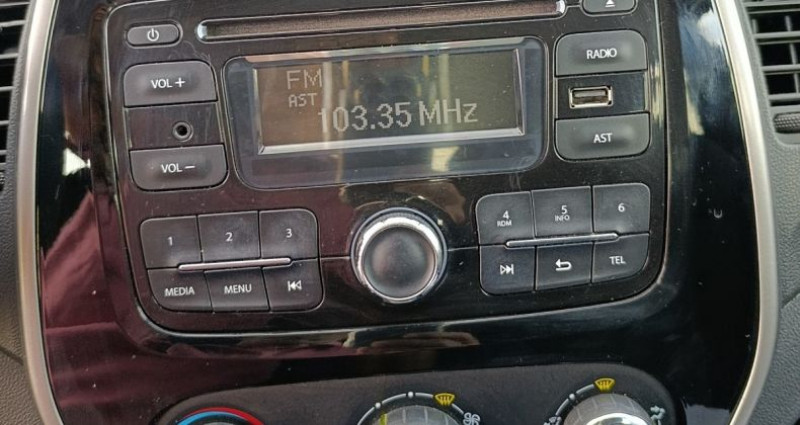 RADIO
VOL +
FM
AST
103.35 MHz
VOL −
AST
1
2
3
4
RDM
5
INFO
6
MEDIA
MENU
TEL